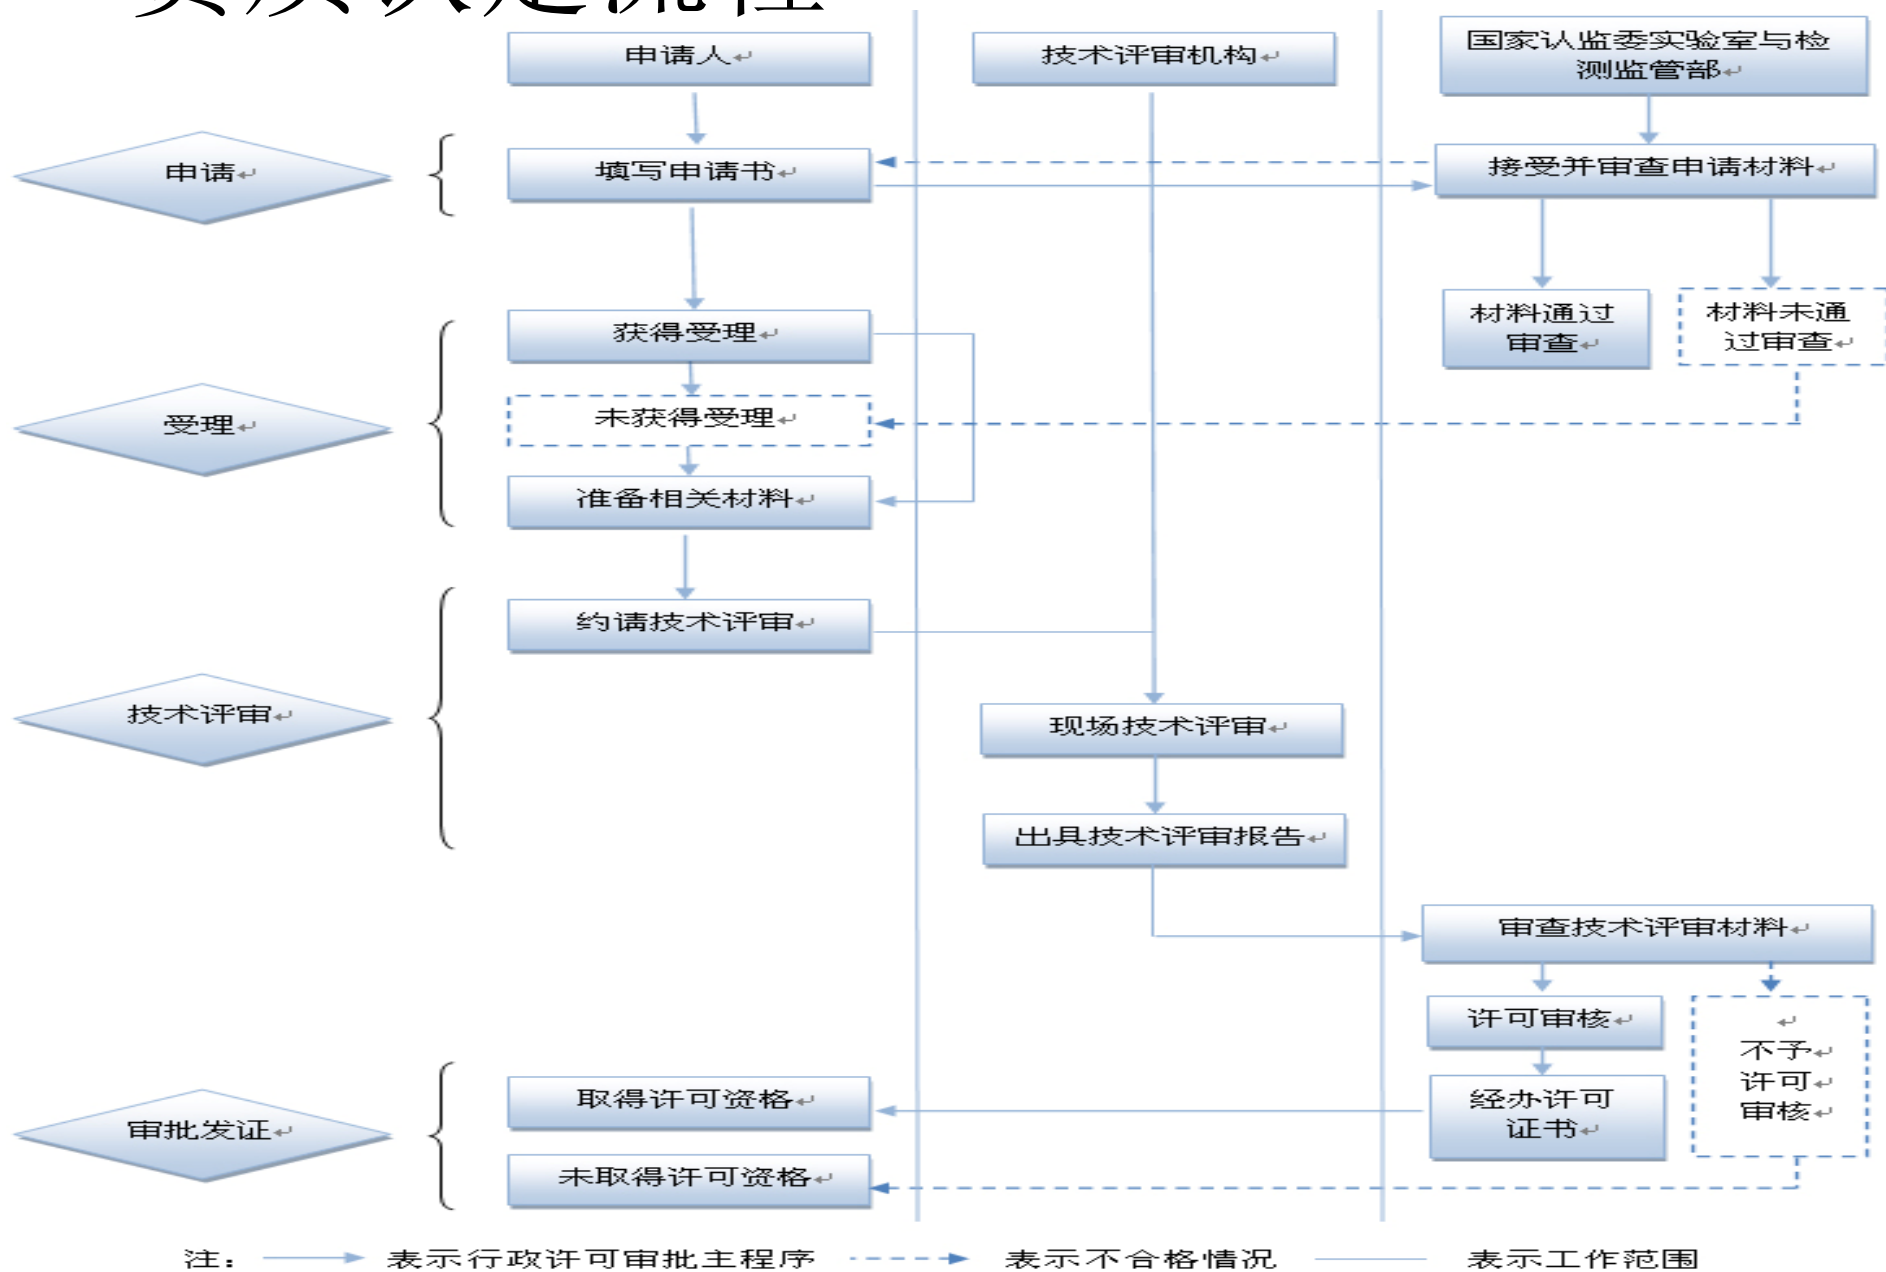 申请人
技术评审机构
国家认监委实验室与检
测监管部
申请
填写申请书
接受并审查申请材料
获得受理
材料通过
审查
材料未通
过审查
受理
未获得受理
准备相关材料
约请技术评审
技术评审
现场技术评审
出具技术评审报告
审查技术评审材料
许可审核
不予
许可
审核
审批发证
取得许可资格
经办许可
证书
未取得许可资格
注： 表示行政许可审批主程序 表示不合格情况 表示工作范围